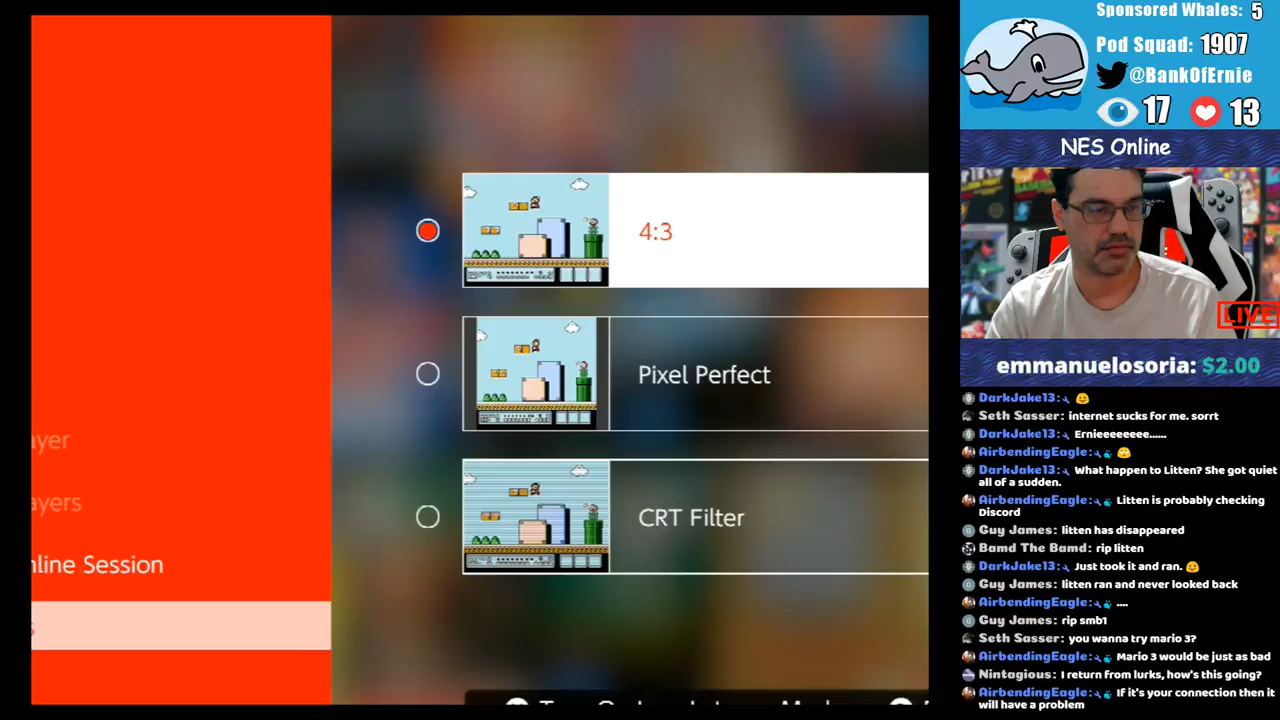 Sponsored Whales: 5
Pod Squad: 1907
@BankOfErnie
17 13
NES Online
LIVE
emmanuelosoria: $2.00
4:3
Pixel Perfect
CRT Filter
ayer
ayers
nline Session
DarkJake13:
Seth Sasser: internet sucks for me. sorrt
DarkJake13: Ernieeeeeee......
AirbendingEagle:
DarkJake13: What happen to Litten? She got quiet
all of a sudden.
AirbendingEagle: Litten is probably checking
Discord
Guy James: litten has disappeared
Bamd The Bamd: rip litten
DarkJake13: Just took it and ran.
Guy James: litten ran and never looked back
AirbendingEagle: ....
Guy James: rip smb1
Seth Sasser: you wanna try mario 3?
AirbendingEagle: Mario 3 would be just as bad
Nintagious: I return from lurks, how's this going?
AirbendingEagle: If it's your connection then it
will have a problem